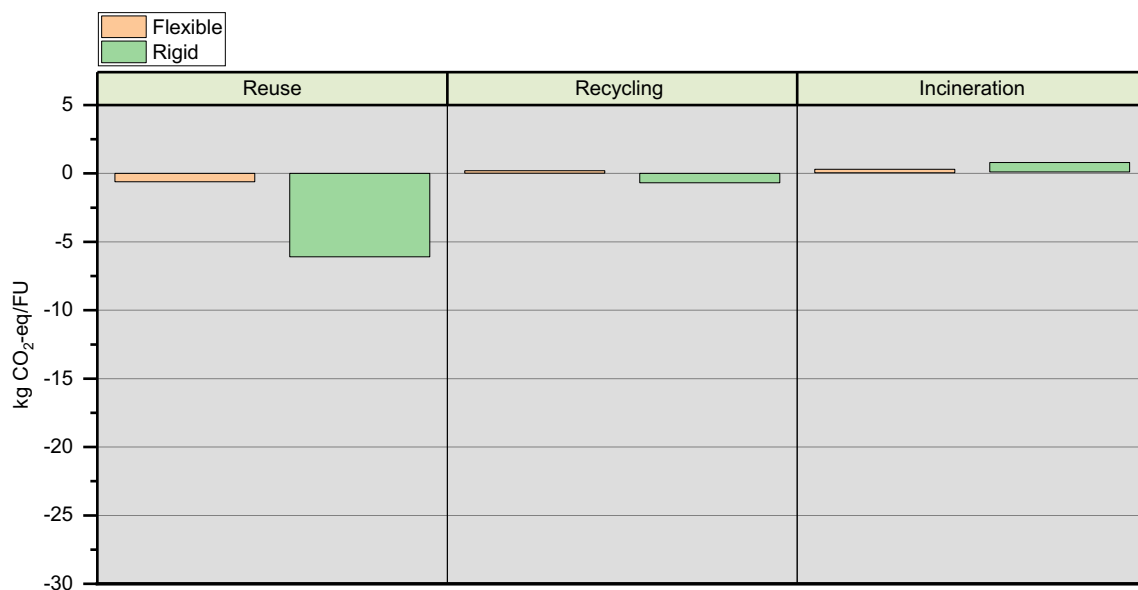 Flexible
Rigid
Reuse Recycling Incineration
5
0
-5
-10
-15
-20
-25
-30
kg CO₂-eq/FU